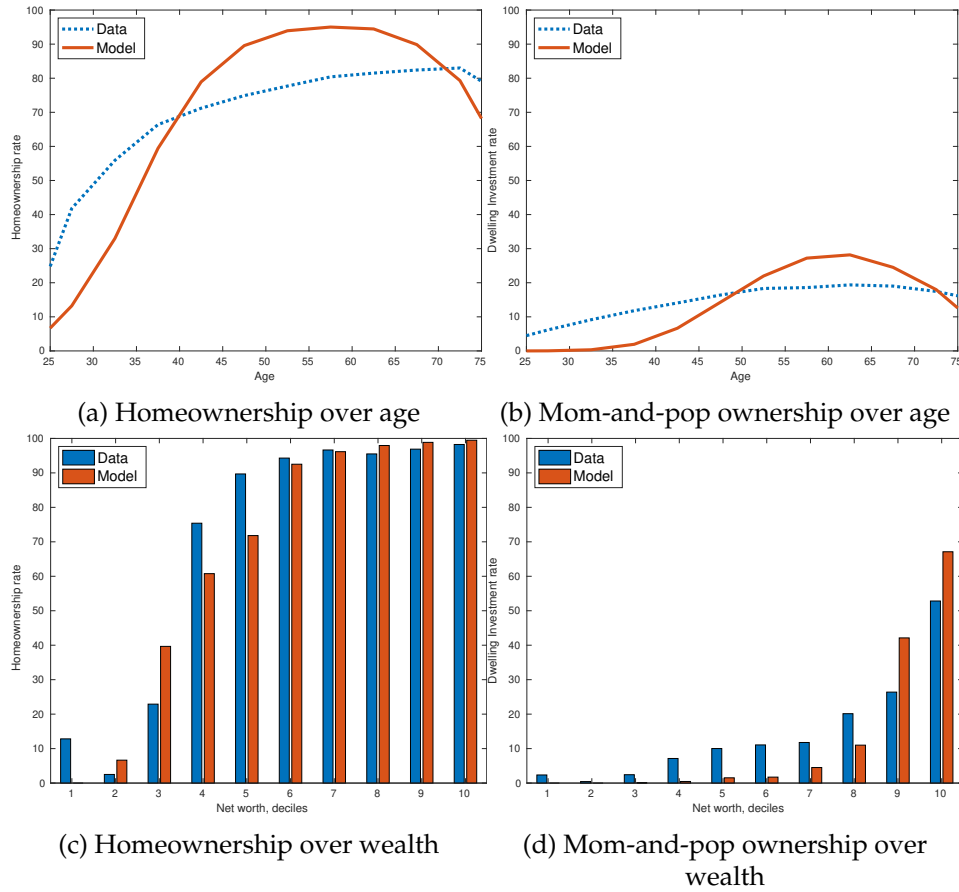 100
90
80
70
60
50
40
30
20
10
0
Homeownership rate
Data
Model
25 30 35 40 45 50 55 60 65 70 75
Age
(a) Homeownership over age
100
90
80
70
60
50
40
30
20
10
0
Dwelling Investment rate
Data
Model
25 30 35 40 45 50 55 60 65 70 75
Age
(b) Mom-and-pop ownership over age
100
90
80
70
60
50
40
30
20
10
0
Homeownership rate
Data
Model
1 2 3 4 5 6 7 8 9 10
Net worth, deciles
(c) Homeownership over wealth
100
90
80
70
60
50
40
30
20
10
0
Dwelling Investment rate
Data
Model
1 2 3 4 5 6 7 8 9 10
Net worth, deciles
(d) Mom-and-pop ownership over
wealth